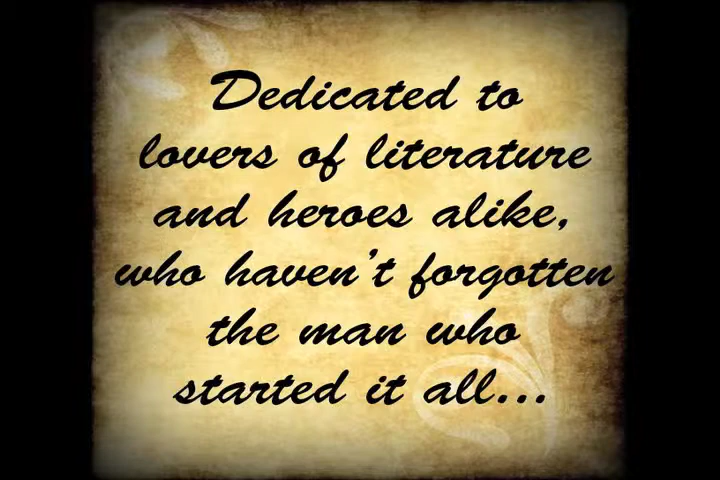 Dedicated to
lovers of literature
and heroes alike,
who haven't forgotten
the man who
started it all...